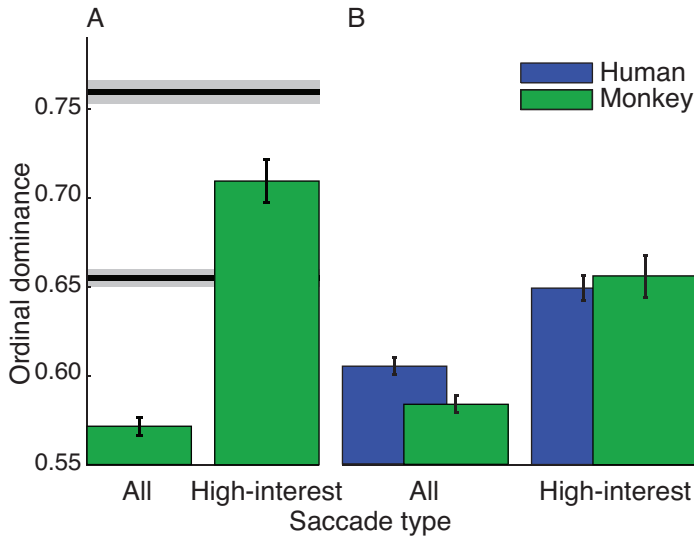 A
B
Human
Monkey
Ordinal dominance
0.75
0.70
0.65
0.60
0.55
All
High-interest
All
High-interest
Saccade type